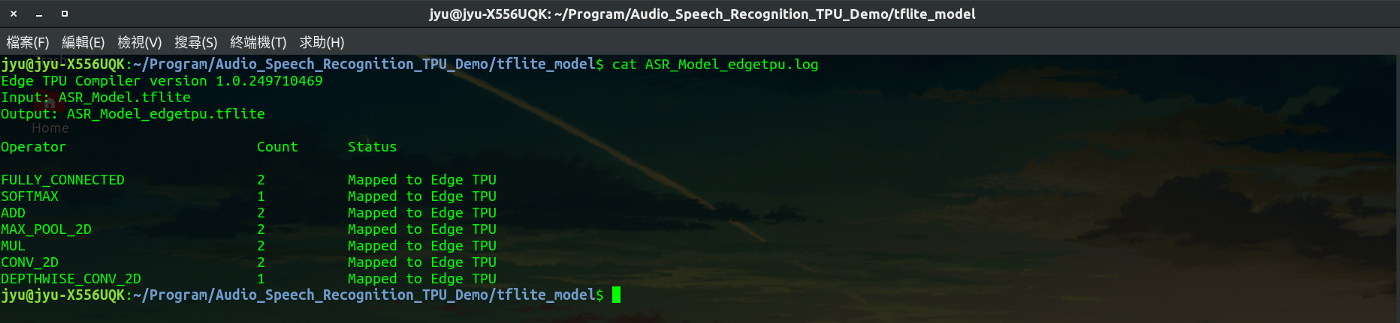 jyu@jyu-X556UQK: ~/Program/Audio_Speech_Recognition_TPU_Demo/tflite_model
檔案(F) 編輯(E) 檢視(V) 搜尋(S) 終端機(T) 求助(H)
jyu@jyu-X556UQK:~/Program/Audio_Speech_Recognition_TPU_Demo/tflite_model$ cat ASR_Model_edgetpu.log
Edge TPU Compiler version 1.0.249710469
Input: ASR_Model.tflite
Output: ASR_Model_edgetpu.tflite
Home
Operator Count Status
FULLY_CONNECTED 2 Mapped to Edge TPU
SOFTMAX 1 Mapped to Edge TPU
ADD 2 Mapped to Edge TPU
MAX_POOL_2D 2 Mapped to Edge TPU
MUL 2 Mapped to Edge TPU
CONV_2D 2 Mapped to Edge TPU
DEPTHWISE_CONV_2D 1 Mapped to Edge TPU
jyu@jyu-X556UQK:~/Program/Audio_Speech_Recognition_TPU_Demo/tflite_model$